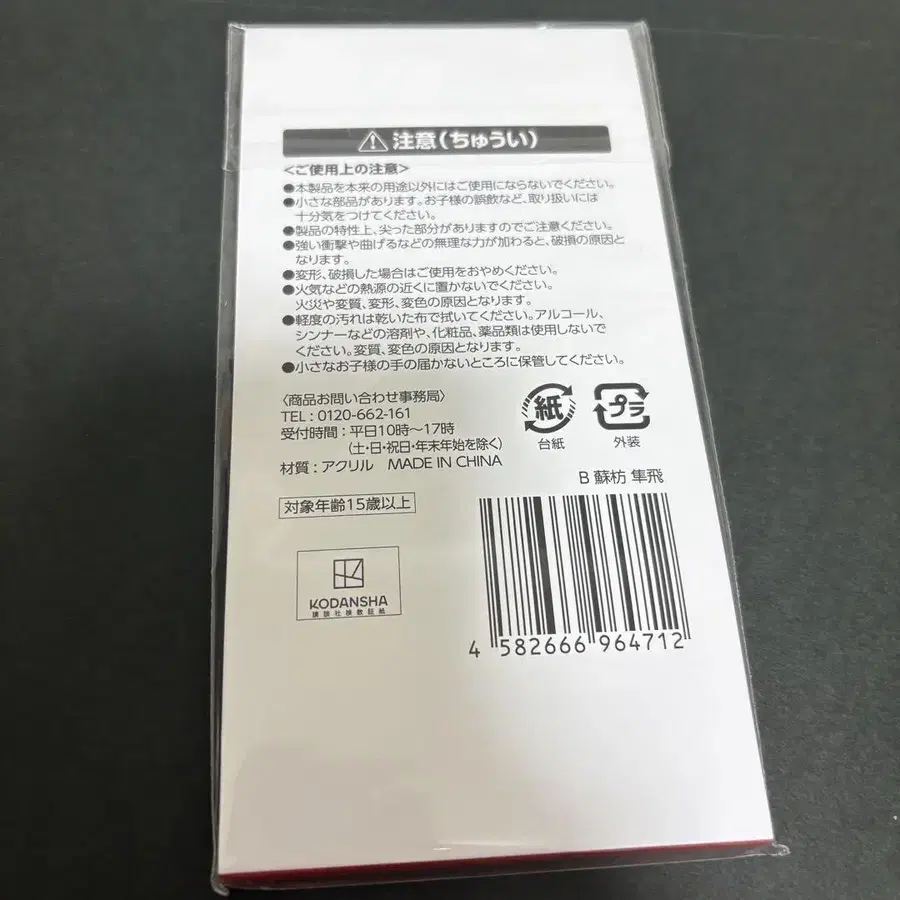 注意(ちゅうい)
<ご使用上の注意>
●本製品を本来の用途以外にはご使用にならないでください。
●小さな部品があります。お子様の誤飲など、取り扱いには
十分気をつけてください。
●製品の特性上、尖った部分がありますのでご注意ください。
●強い衝撃や曲げるなどの無理な力が加わると、破損の原因と
なります。
●変形、破損した場合はご使用をおやめください。
●火気などの熱源の近くに置かないでください。
火災や変質、変形、変色の原因となります。
●軽度の汚れは乾いた布で拭いてください。アルコール、
シンナーなどの溶剤や、化粧品、薬品類は使用しないで
ください。変質、変色の原因となります。
●小さなお子様の手の届かないところに保管してください。
〈商品お問い合わせ事務局〉
TEL:0120-662-161
受付時間:平日10時~17時
(土・日・祝日・年末年始を除く)
材質:アクリル MADE IN CHINA
紙
台紙
プラ
外装
B 蘇枋 隼飛
対象年齢15歳以上
KODANSHA
講談社検数証紙
4 582666 964712